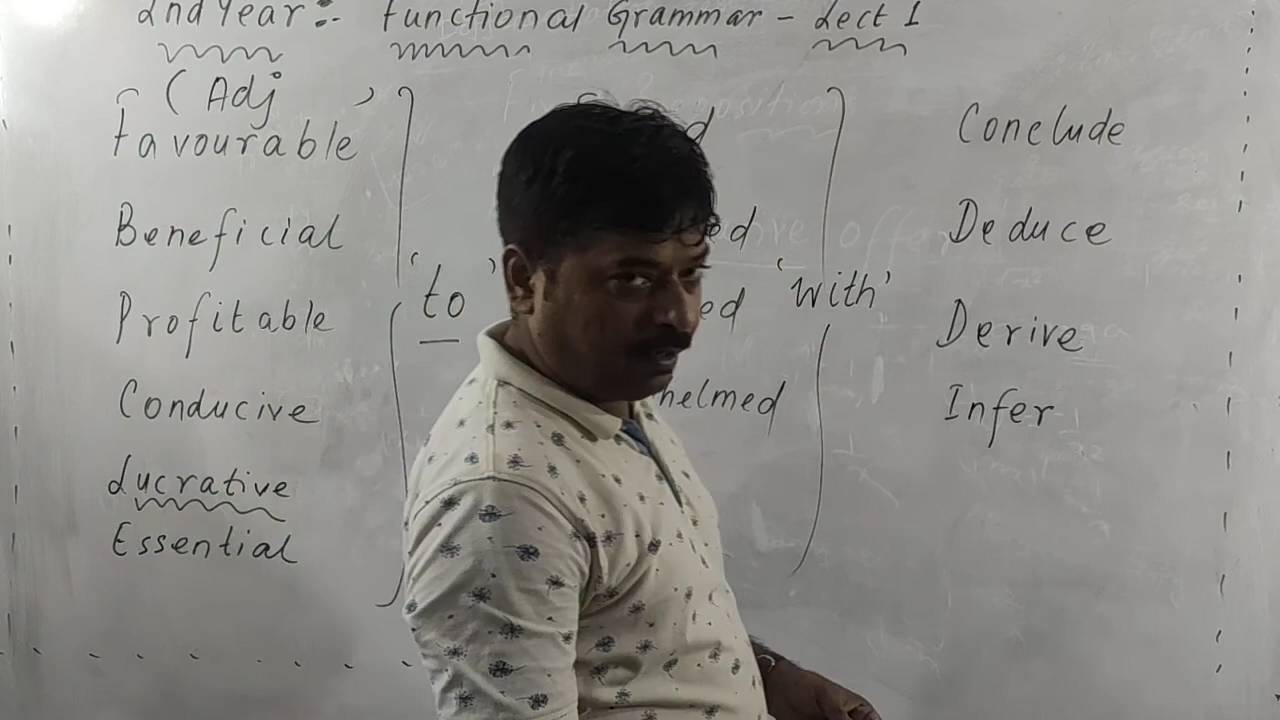 2nd Year :- Functional Grammar - Lect 1
(Adj)
Favourable
Beneficial
Profitable
Conducive
Lucrative
Essential
'to'
'with'
Conclude
Deduce
Derive
Infer